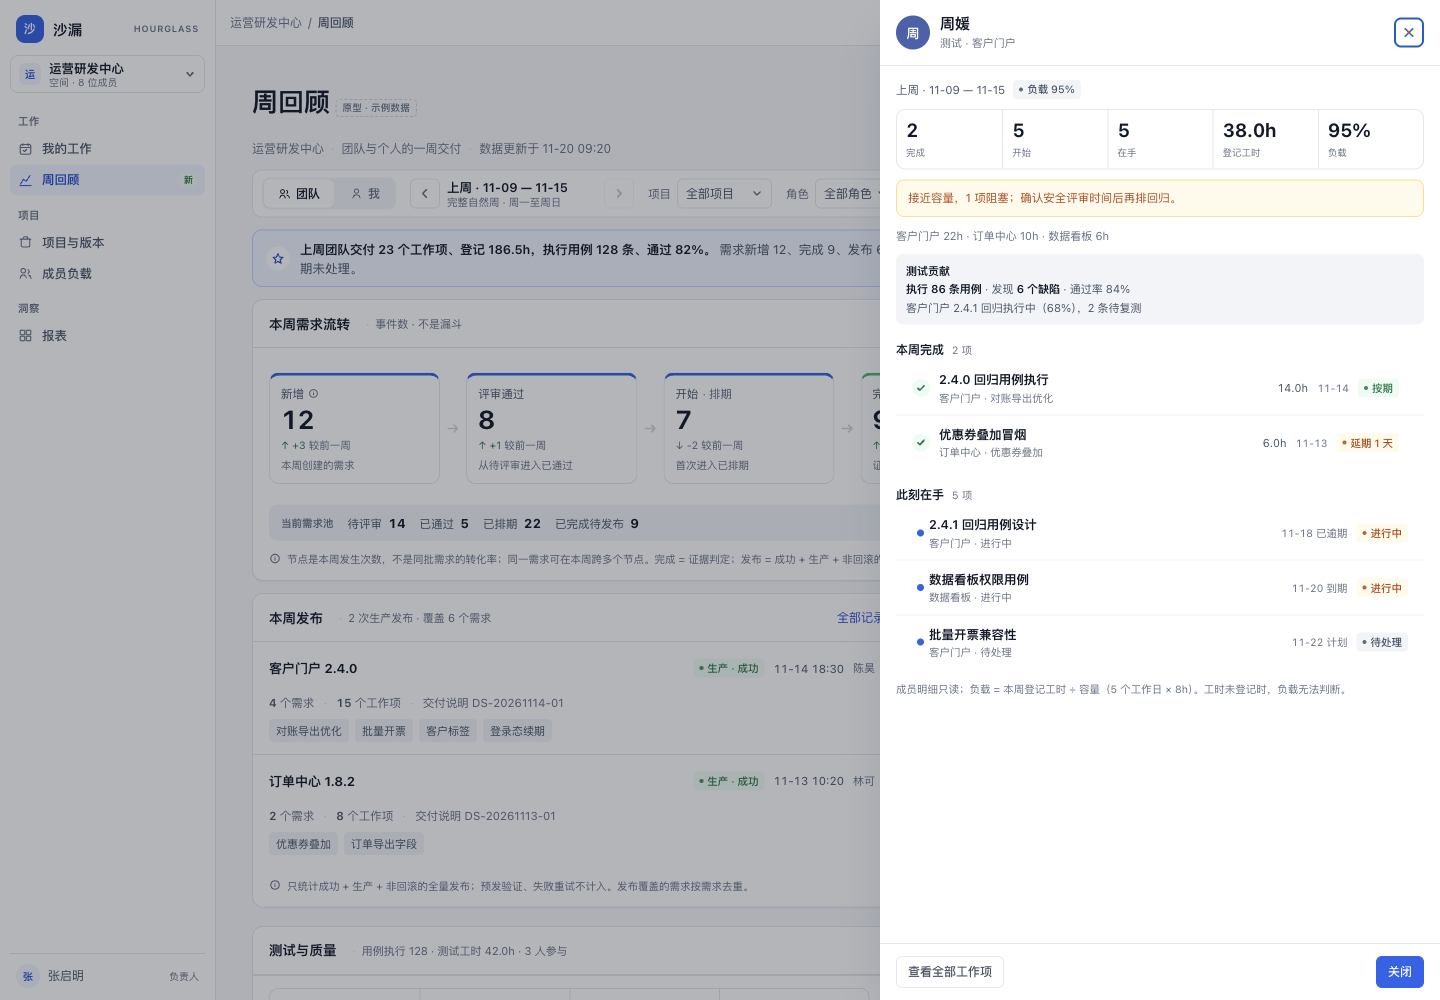 沙 沙漏 HOURGLASS
运 运营研发中心
空间 · 8 位成员
工作
我的工作
周回顾 新
项目
项目与版本
成员负载
洞察
报表
张 张启明 负责人
运营研发中心 / 周回顾
周回顾 原型 · 示例数据
运营研发中心 · 团队与个人的一周交付 · 数据更新于 11-20 09:20
团队 我
上周 · 11-09 — 11-15
完整自然周 · 周一至周日
项目 全部项目 角色 全部角色
上周团队交付 23 个工作项、登记 186.5h，执行用例 128 条、通过 82%。 需求新增 12、完成 9、发布
期未处理。
本周需求流转 · 事件数 · 不是漏斗
新增
12
↑ +3 较前一周
本周创建的需求
评审通过
8
↑ +1 较前一周
从待评审进入已通过
开始 · 排期
7
↓ -2 较前一周
首次进入已排期
当前需求池 待评审 14 已通过 5 已排期 22 已完成待发布 9
节点是本周发生次数，不是同批需求的转化率；同一需求可在本周跨多个节点。完成 = 证据判定；发布 = 成功 + 生产 + 非回滚的
本周发布 · 2 次生产发布 · 覆盖 6 个需求 全部记录
客户门户 2.4.0 生产 · 成功 11-14 18:30 陈昊
4 个需求 · 15 个工作项 · 交付说明 DS-20261114-01
对账导出优化 批量开票 客户标签 登录态续期
订单中心 1.8.2 生产 · 成功 11-13 10:20 林可
2 个需求 · 8 个工作项 · 交付说明 DS-20261113-01
优惠券叠加 订单导出字段
只统计成功 + 生产 + 非回滚的全量发布；预发验证、失败重试不计入。发布覆盖的需求按需求去重。
测试与质量 · 用例执行 128 · 测试工时 42.0h · 3 人参与
周 周媛
测试 · 客户门户
上周 · 11-09 — 11-15 负载 95%
2 5 5 38.0h 95%
完成 开始 在手 登记工时 负载
接近容量，1 项阻塞；确认安全评审时间后再排回归。
客户门户 22h · 订单中心 10h · 数据看板 6h
测试贡献
执行 86 条用例 · 发现 6 个缺陷 · 通过率 84%
客户门户 2.4.1 回归执行中（68%），2 条待复测
本周完成 2 项
2.4.0 回归用例执行 14.0h 11-14 按期
客户门户 · 对账导出优化
优惠券叠加冒烟 6.0h 11-13 延期 1 天
订单中心 · 优惠券叠加
此刻在手 5 项
2.4.1 回归用例设计 11-18 已逾期 进行中
客户门户 · 进行中
数据看板权限用例 11-20 到期 进行中
数据看板 · 进行中
批量开票兼容性 11-22 计划 待处理
客户门户 · 待处理
成员明细只读；负载 = 本周登记工时 ÷ 容量（5 个工作日 × 8h）。工时未登记时，负载无法判断。
查看全部工作项 关闭